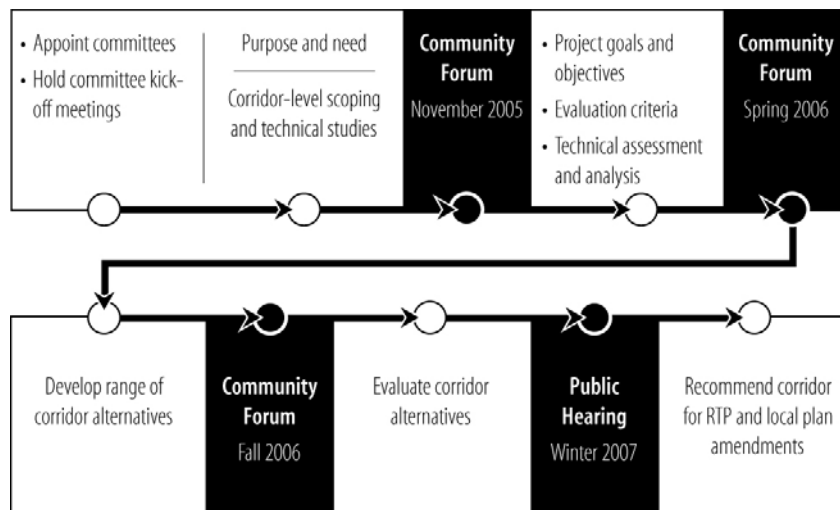 • Appoint committees
• Hold committee kick-
off meetings
Purpose and need
Corridor-level scoping
and technical studies
Community
Forum
November 2005
• Project goals and
objectives
• Evaluation criteria
• Technical assessment
and analysis
Community
Forum
Spring 2006
Develop range of
corridor alternatives
Community
Forum
Fall 2006
Evaluate corridor
alternatives
Public
Hearing
Winter 2007
Recommend corridor
for RTP and local plan
amendments